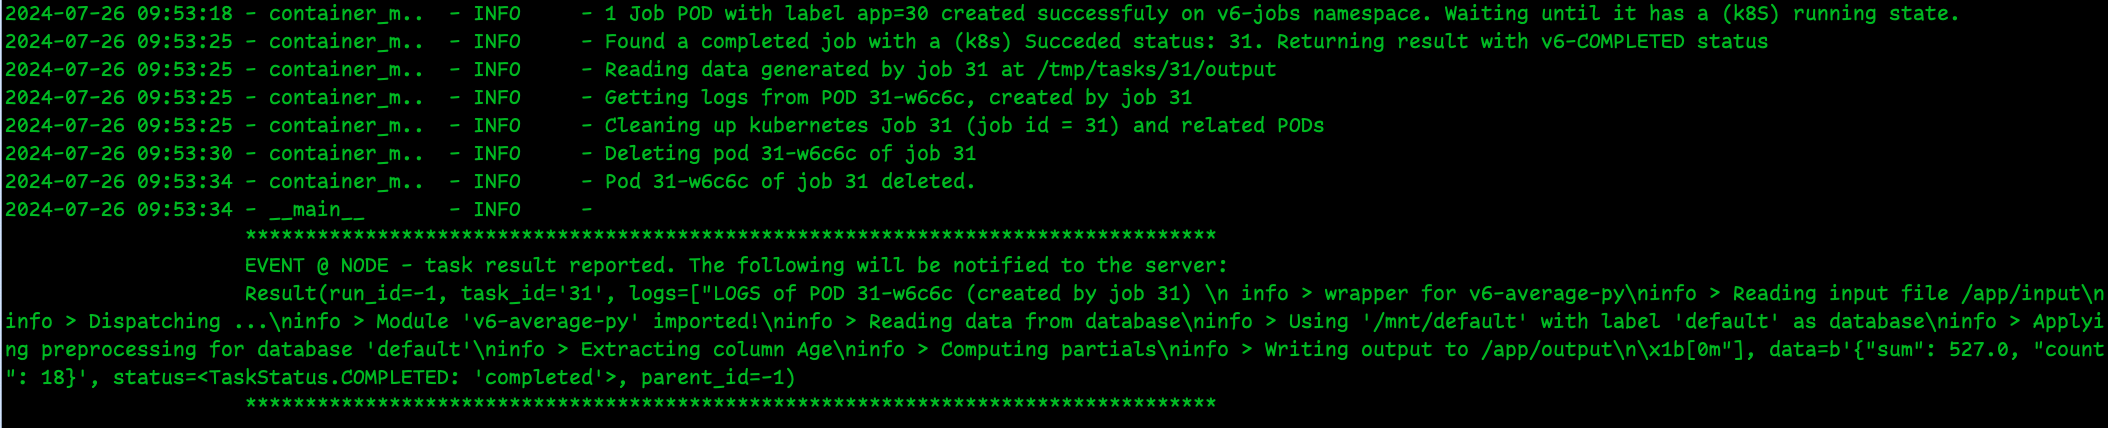 2024-07-26 09:53:18 - container_m..  - INFO     - 1 Job POD with label app=30 created successfuly on v6-jobs namespace. Waiting until it has a (k8S) running state.
2024-07-26 09:53:25 - container_m..  - INFO     - Found a completed job with a (k8s) Succeded status: 31. Returning result with v6-COMPLETED status
2024-07-26 09:53:25 - container_m..  - INFO     - Reading data generated by job 31 at /tmp/tasks/31/output
2024-07-26 09:53:25 - container_m..  - INFO     - Getting logs from POD 31-w6c6c, created by job 31
2024-07-26 09:53:25 - container_m..  - INFO     - Cleaning up kubernetes Job 31 (job id = 31) and related PODs
2024-07-26 09:53:30 - container_m..  - INFO     - Deleting pod 31-w6c6c of job 31
2024-07-26 09:53:34 - container_m..  - INFO     - Pod 31-w6c6c of job 31 deleted.
2024-07-26 09:53:34 - __main__       - INFO     -
*********************************************************************************
EVENT @ NODE - task result reported. The following will be notified to the server:
Result(run_id=-1, task_id='31', logs=["LOGS of POD 31-w6c6c (created by job 31) \n info > wrapper for v6-average-py\ninfo > Reading input file /app/input\n
info > Dispatching ...\ninfo > Module 'v6-average-py' imported!\ninfo > Reading data from database\ninfo > Using '/mnt/default' with label 'default' as database\ninfo > Applyi
ng preprocessing for database 'default'\ninfo > Extracting column Age\ninfo > Computing partials\ninfo > Writing output to /app/output\n\x1b[0m"], data=b'{"sum": 527.0, "count
": 18}', status=<TaskStatus.COMPLETED: 'completed'>, parent_id=-1)
*********************************************************************************